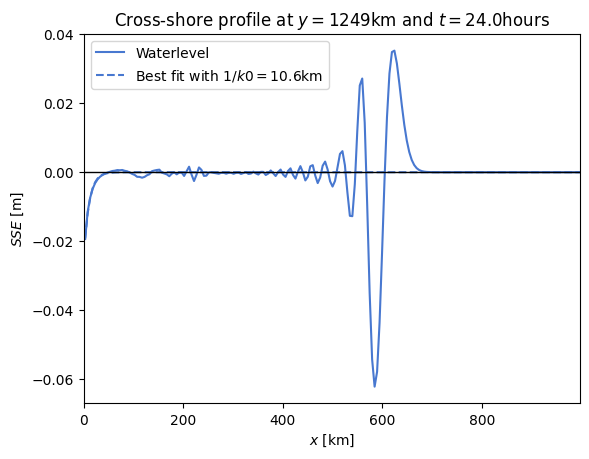 Cross-shore profile at y = 1249km and t = 24.0hours
Waterlevel
Best fit with 1/k0 = 10.6km
0.04
0.02
0.00
−0.02
−0.04
−0.06
SSE [m]
0 200 400 600 800
x [km]